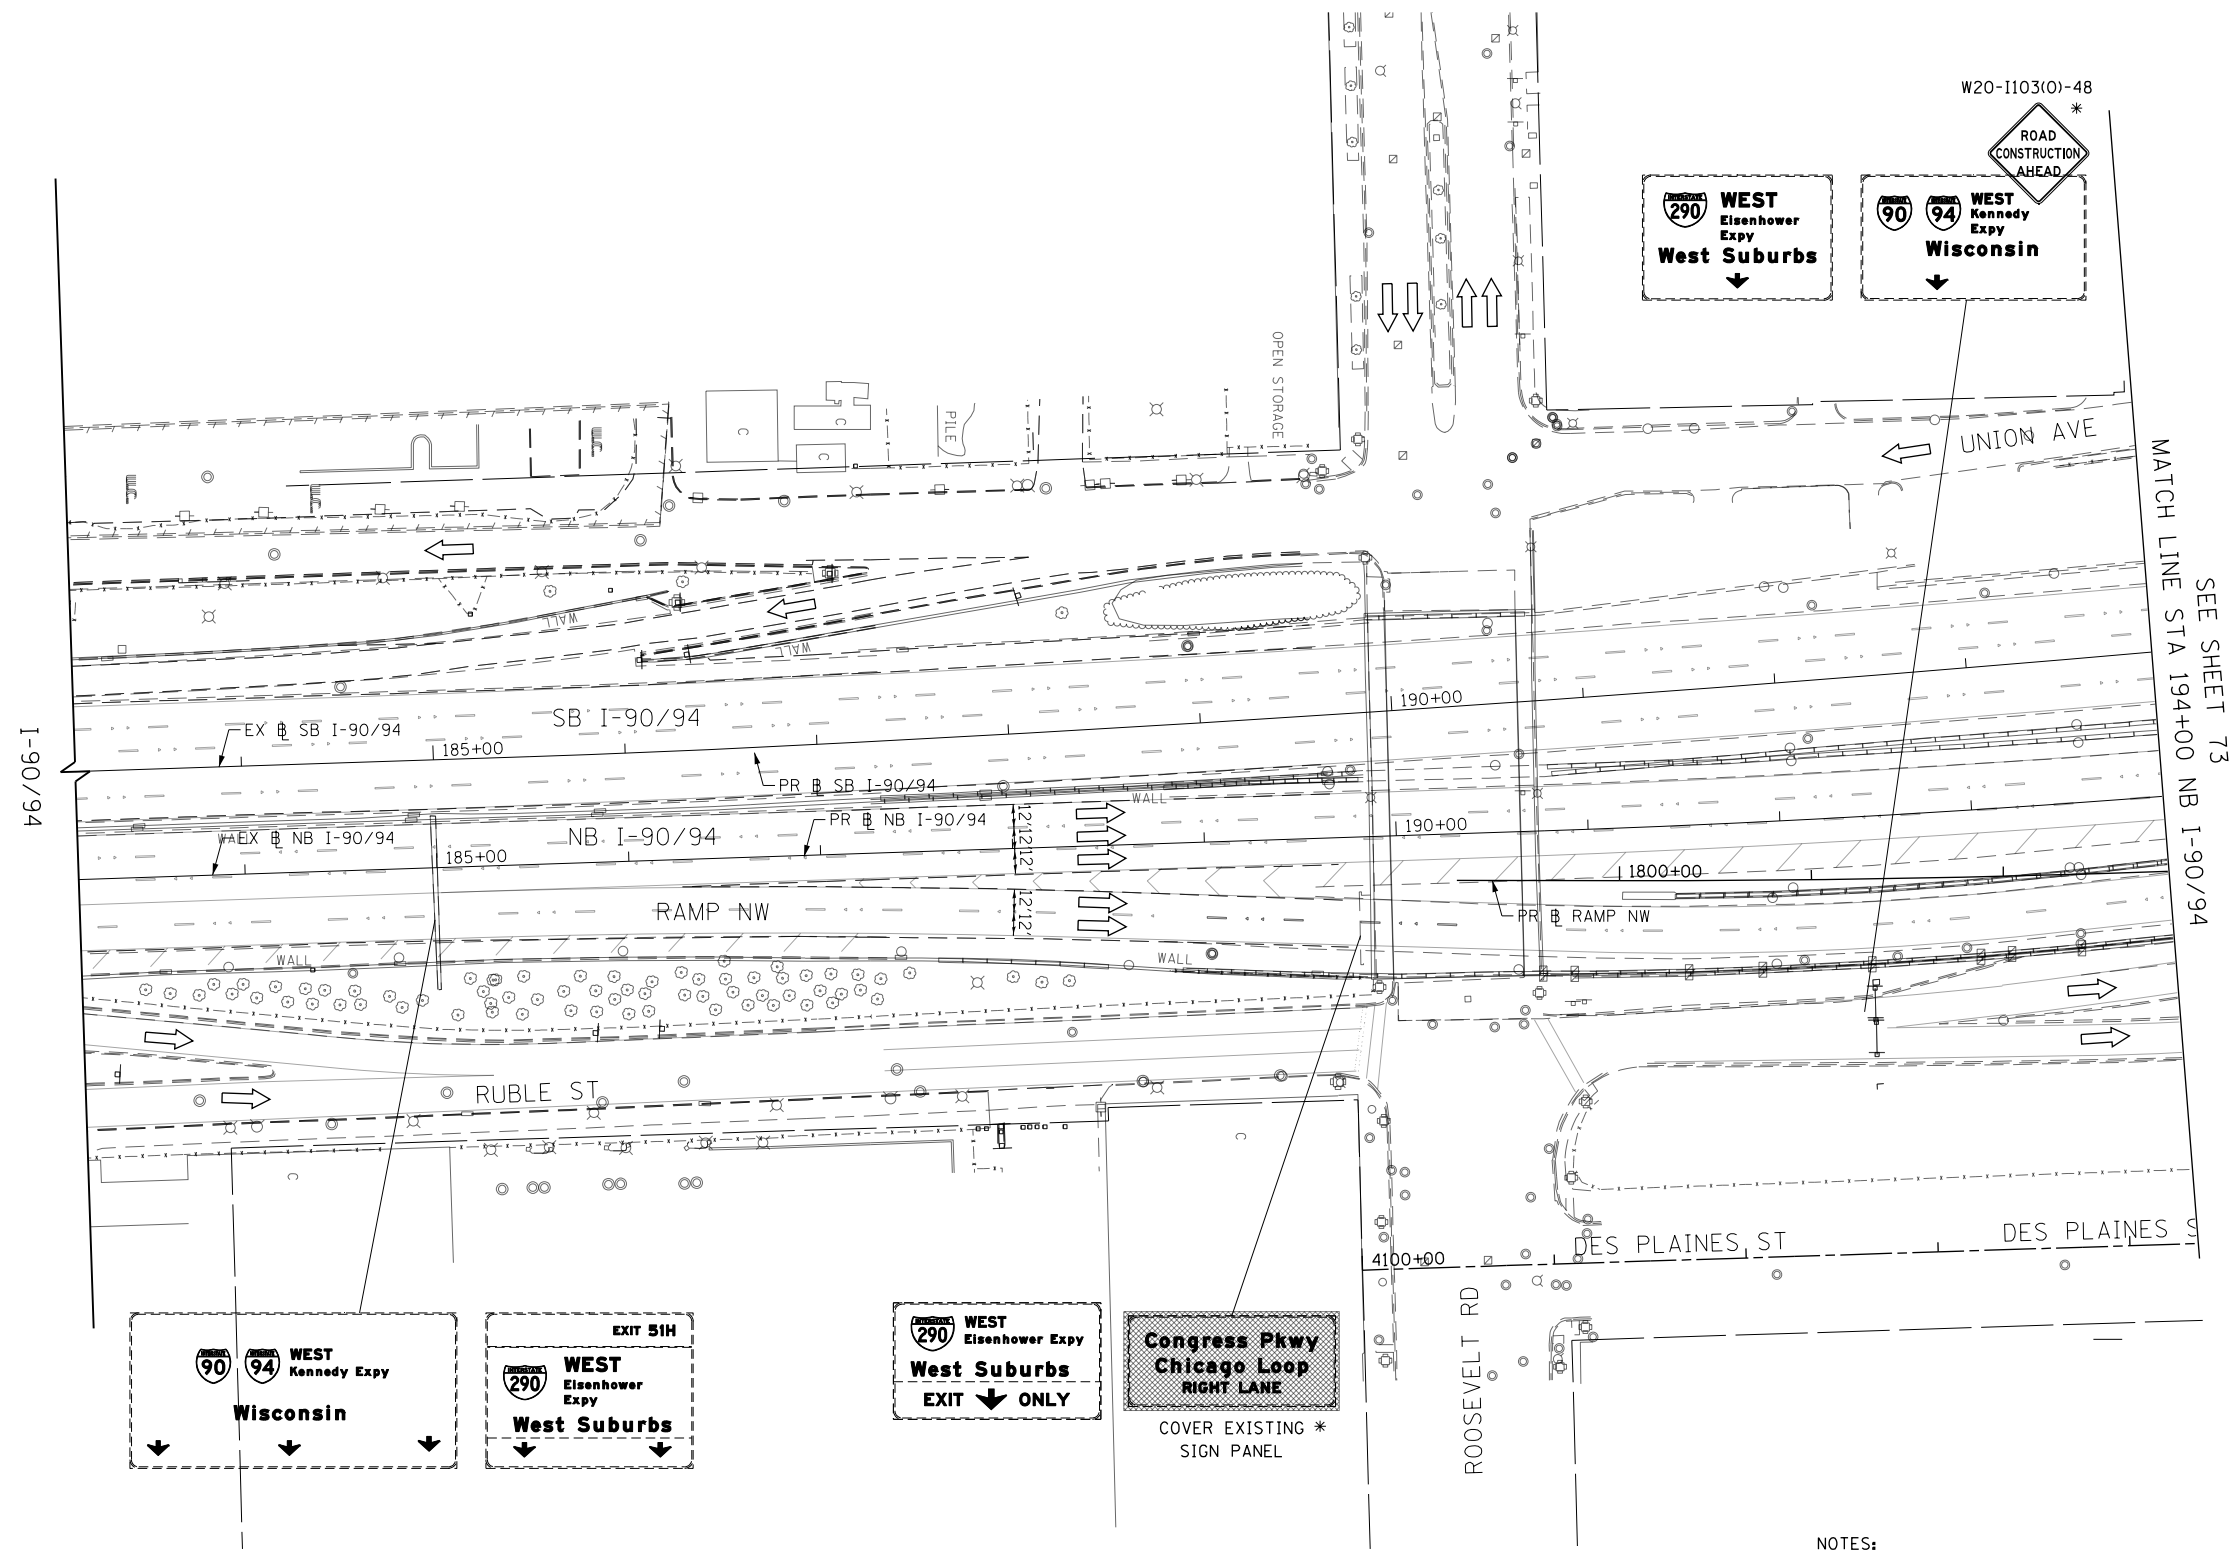 W20-I103(O)-48
*
ROAD
CONSTRUCTION
AHEAD
INTERSTATE
290
WEST
Eisenhower
Expy
West Suburbs
90
94
WEST
Kennedy
Expy
Wisconsin
OPEN STORAGE
PILE
C
C
C
UNION AVE
MATCH LINE STA 194+00 NB I-90/94
SEE SHEET 73
WALL
WALL
190+00
SB I-90/94
EX B SB I-90/94
185+00
I-90/94
PR B SB I-90/94
WALL
WALL
EX B NB I-90/94
NB I-90/94
PR B NB I-90/94
12'
12'
12'
190+00
185+00
1800+00
RAMP NW
12'
12'
PR B RAMP NW
WALL
WALL
RUBLE ST
C
C
DES PLAINES ST
DES PLAINES S
4100+00
ROOSEVELT RD
90
94
WEST
Kennedy Expy
Wisconsin
EXIT 51H
INTERSTATE
290
WEST
Eisenhower
Expy
West Suburbs
INTERSTATE
290
WEST
Eisenhower Expy
West Suburbs
EXIT ONLY
Congress Pkwy
Chicago Loop
RIGHT LANE
COVER EXISTING *
SIGN PANEL
NOTES: